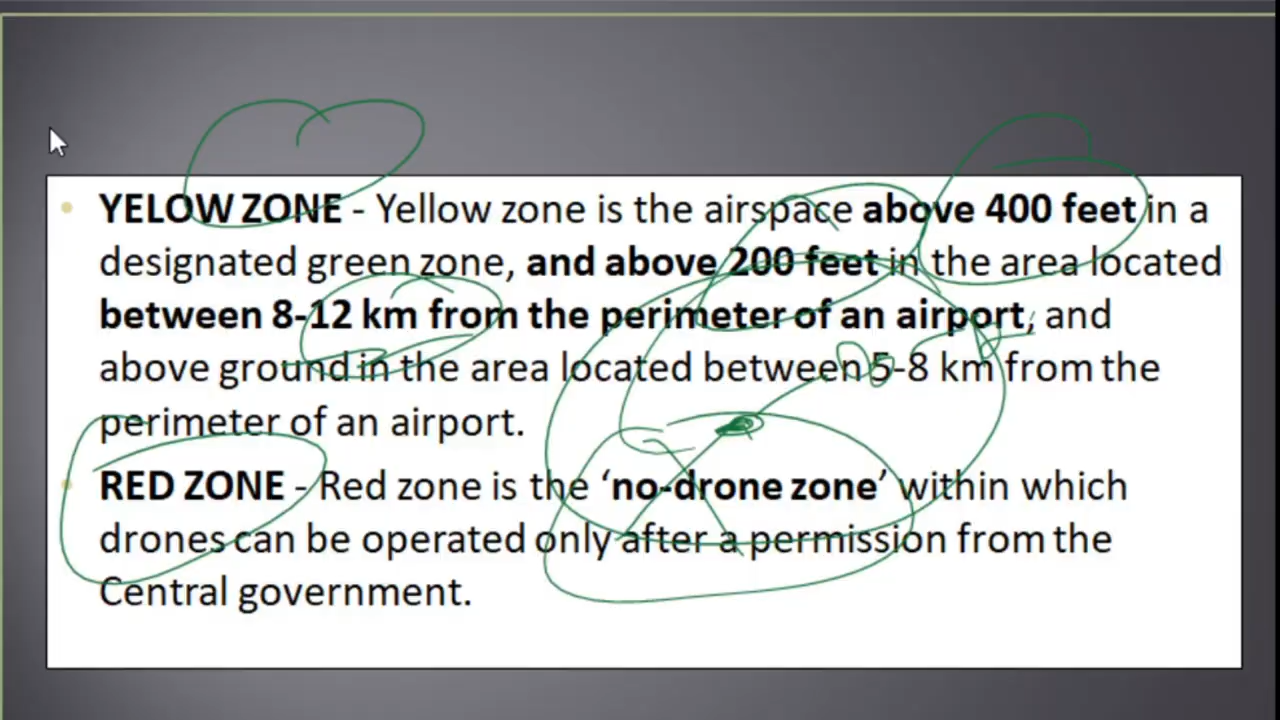 YELOW ZONE - Yellow zone is the airspace above 400 feet in a
designated green zone, and above 200 feet in the area located
between 8-12 km from the perimeter of an airport, and
above ground in the area located between 5-8 km from the
perimeter of an airport.
RED ZONE - Red zone is the ‘no-drone zone’ within which
drones can be operated only after a permission from the
Central government.